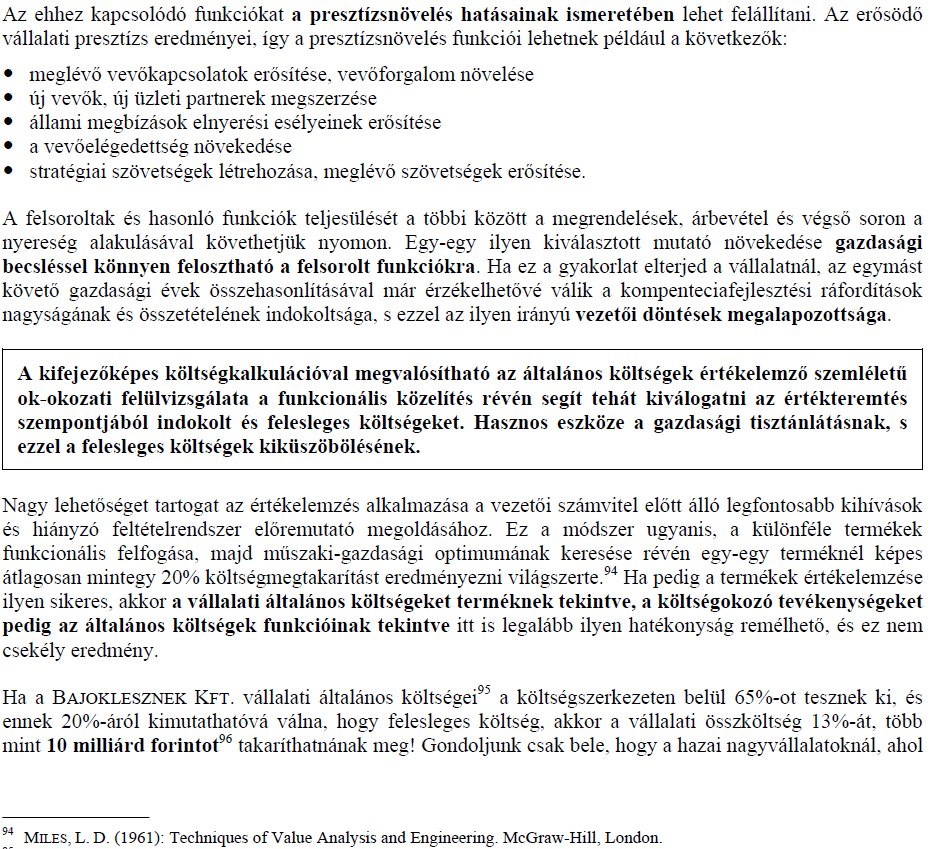 Az ehhez kapcsolódó funkciókat a presztízsnövelés hatásainak ismeretében lehet felállítani. Az erősödő
vállalati presztízs eredményei, így a presztízsnövelés funkciói lehetnek például a következők:
• meglévő vevőkapcsolatok erősítése, vevőforgalom növelése
• új vevők, új üzleti partnerek megszerzése
• állami megbízások elnyerési esélyeinek erősítése
• a vevőelégedettség növekedése
• stratégiai szövetségek létrehozása, meglévő szövetségek erősítése.
A felsoroltak és hasonló funkciók teljesülését a többi között a megrendelések, árbevétel és végső soron a
nyereség alakulásával követhetjük nyomon. Egy-egy ilyen kiválasztott mutató növekedése gazdasági
becsléssel könnyen felosztható a felsorolt funkciókra. Ha ez a gyakorlat elterjed a vállalatnál, az egymást
követő gazdasági évek összehasonlításával már érzékelhetővé válik a kompenteciafejlesztési ráfordítások
nagyságának és összetételének indokoltsága, s ezzel az ilyen irányú vezetői döntések megalapozottsága.
A kifejezőképes költségkalkulációval megvalósítható az általános költségek értékelemző szemléletű
ok-okozati felülvizsgálata a funkcionális közelítés révén segít tehát kiválogatni az értékteremtés
szempontjából indokolt és felesleges költségeket. Hasznos eszköze a gazdasági tisztánlátásnak, s
ezzel a felesleges költségek kiküszöbölésének.
Nagy lehetőséget tartogat az értékelemzés alkalmazása a vezetői számvitel előtt álló legfontosabb kihívások
és hiányzó feltételrendszer előremutató megoldásához. Ez a módszer ugyanis, a különféle termékek
funkcionális felfogása, majd műszaki-gazdasági optimumának keresése révén egy-egy terméknél képes
átlagosan mintegy 20% költségmegtakarítást eredményezni világszerte.94 Ha pedig a termékek értékelemzése
ilyen sikeres, akkor a vállalati általános költségeket terméknek tekintve, a költségokozó tevékenységeket
pedig az általános költségek funkcióinak tekintve itt is legalább ilyen hatékonyság remélhető, és ez nem
csekély eredmény.
Ha a BAJOKLESZNEK KFT. vállalati általános költségei95 a költségszerkezeten belül 65%-ot tesznek ki, és
ennek 20%-áról kimutathatóvá válna, hogy felesleges költség, akkor a vállalati összköltség 13%-át, több
mint 10 milliárd forintot96 takaríthatnának meg! Gondoljunk csak bele, hogy a hazai nagyvállalatoknál, ahol
94 MILES, L. D. (1961): Techniques of Value Analysis and Engineering. McGraw-Hill, London.